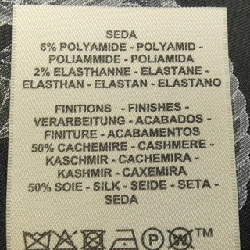 SEDA
6% POLYAMIDE - POLYAMID -
POLIAMMIDE - POLIAMIDA
2% ELASTHANNE - ELASTANE -
ELASTHAN - ELASTAN - ELASTANO
FINITIONS - FINISHES -
VERARBEITUNG - ACABADOS -
FINITURE - ACABAMENTOS
50% CACHEMIRE - CASHMERE -
KASCHMIR - CACHEMIRA -
KASHMIR - CAXEMIRA
50% SOIE - SILK - SEIDE - SETA -
SEDA
P
TM